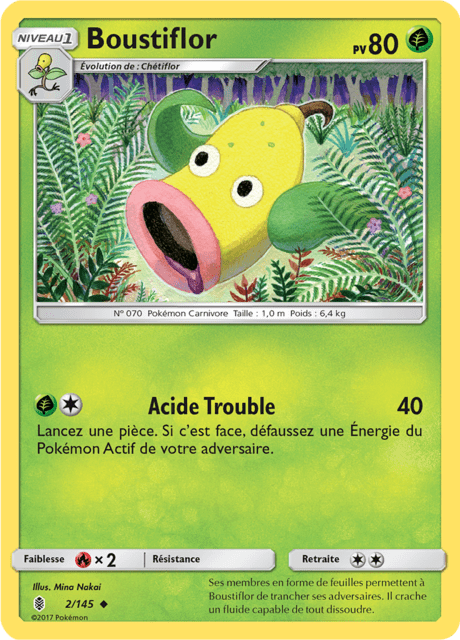 NIVEAU 1
Boustiflor
PV 80
Évolution de : Chétiflor
N° 070 Pokémon Carnivore Taille : 1,0 m Poids : 6,4 kg
Acide Trouble 40
Lancez une pièce. Si c'est face, défaussez une Énergie du
Pokémon Actif de votre adversaire.
Faiblesse × 2 Résistance Retraite
Illus. Mina Nakai
2/145
©2017 Pokémon
Ses membres en forme de feuilles permettent à
Boustiflor de trancher ses adversaires. Il crache
un fluide capable de tout dissoudre.